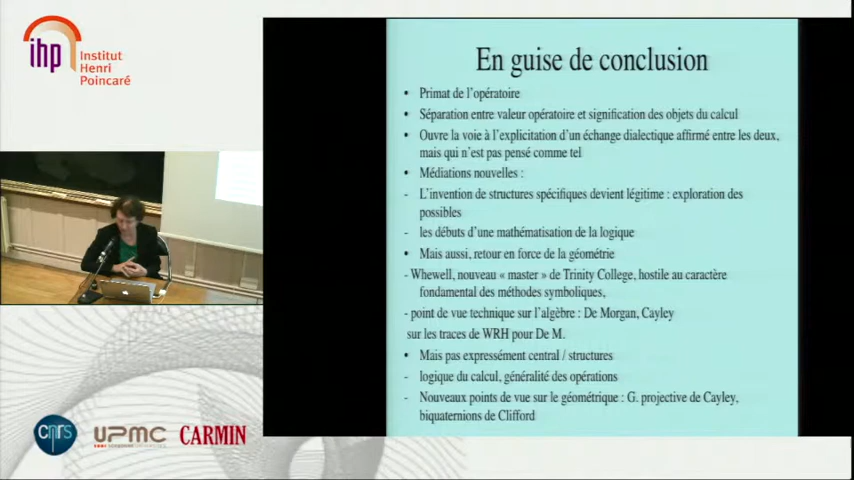 ihp
Institut
Henri
Poincaré
En guise de conclusion
• Primat de l'opératoire
• Séparation entre valeur opératoire et signification des objets du calcul
• Ouvre la voie à l'explicitation d'un échange dialectique affirmé entre les deux,
mais qui n'est pas pensé comme tel
• Médiations nouvelles :
- L'invention de structures spécifiques devient légitime : exploration des
possibles
- les débuts d'une mathématisation de la logique
• Mais aussi, retour en force de la géométrie
- Whewell, nouveau « master » de Trinity College, hostile au caractère
fondamental des méthodes symboliques,
- point de vue technique sur l'algèbre : De Morgan, Cayley
sur les traces de WRH pour De M.
• Mais pas expressément central / structures
- logique du calcul, généralité des opérations
- Nouveaux points de vue sur le géométrique : G. projective de Cayley,
biquaternions de Clifford
cnrs
UPMC
CARMIN